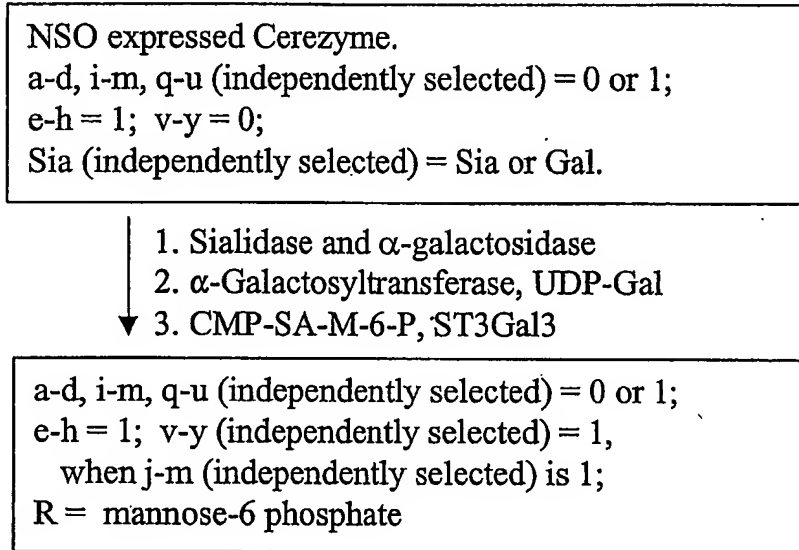 NSO expressed Cerezyme.
a-d, i-m, q-u (independently selected) = 0 or 1;
e-h = 1; v-y = 0;
Sia (independently selected) = Sia or Gal.
1. Sialidase and α-galactosidase
2. α-Galactosyltransferase, UDP-Gal
3. CMP-SA-M-6-P, ST3Gal3
a-d, i-m, q-u (independently selected) = 0 or 1;
e-h = 1; v-y (independently selected) = 1,
when j-m (independently selected) is 1;
R = mannose-6 phosphate